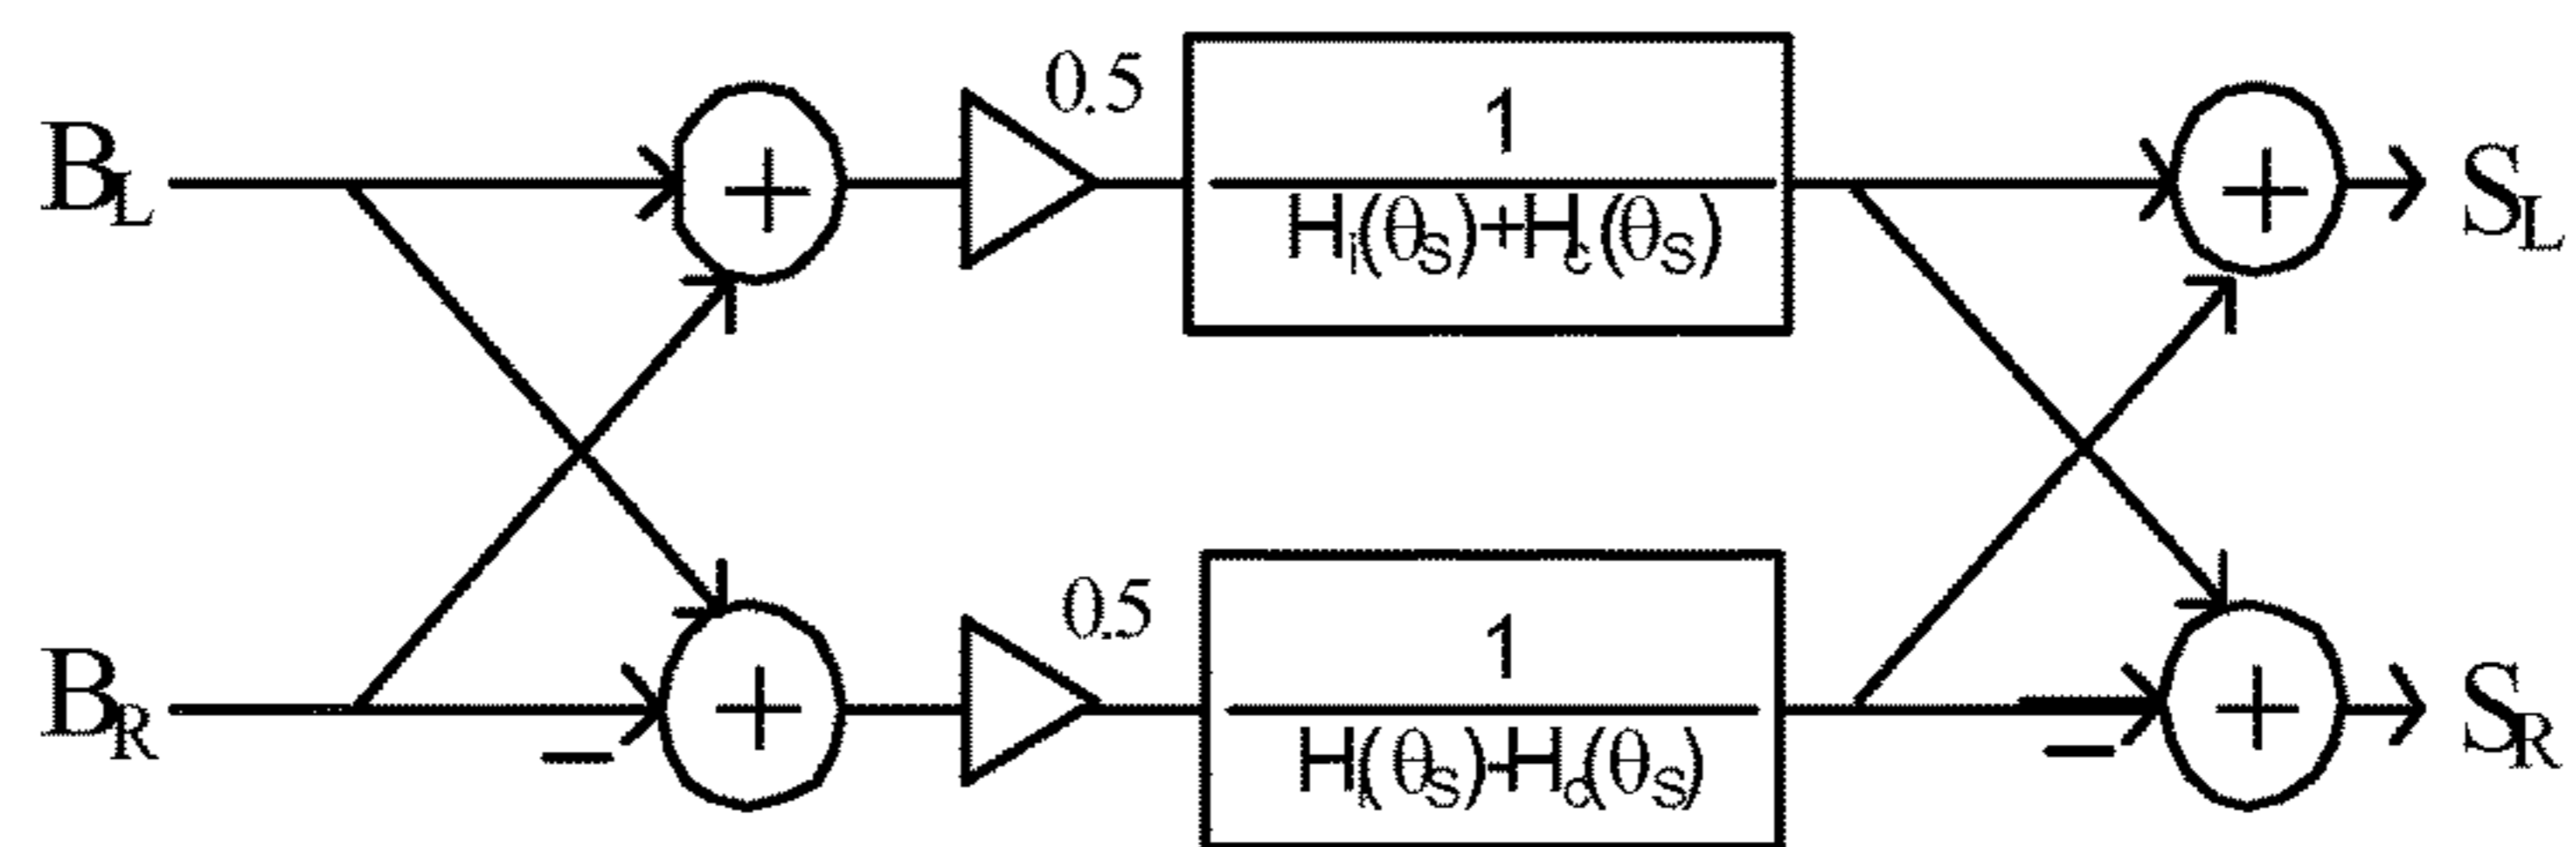 B_L
0.5
1
H_i(θ_S)+H_c(θ_S)
+
+
S_L
B_R
0.5
1
H_i(θ_S)-H_c(θ_S)
+
−
+
−
S_R